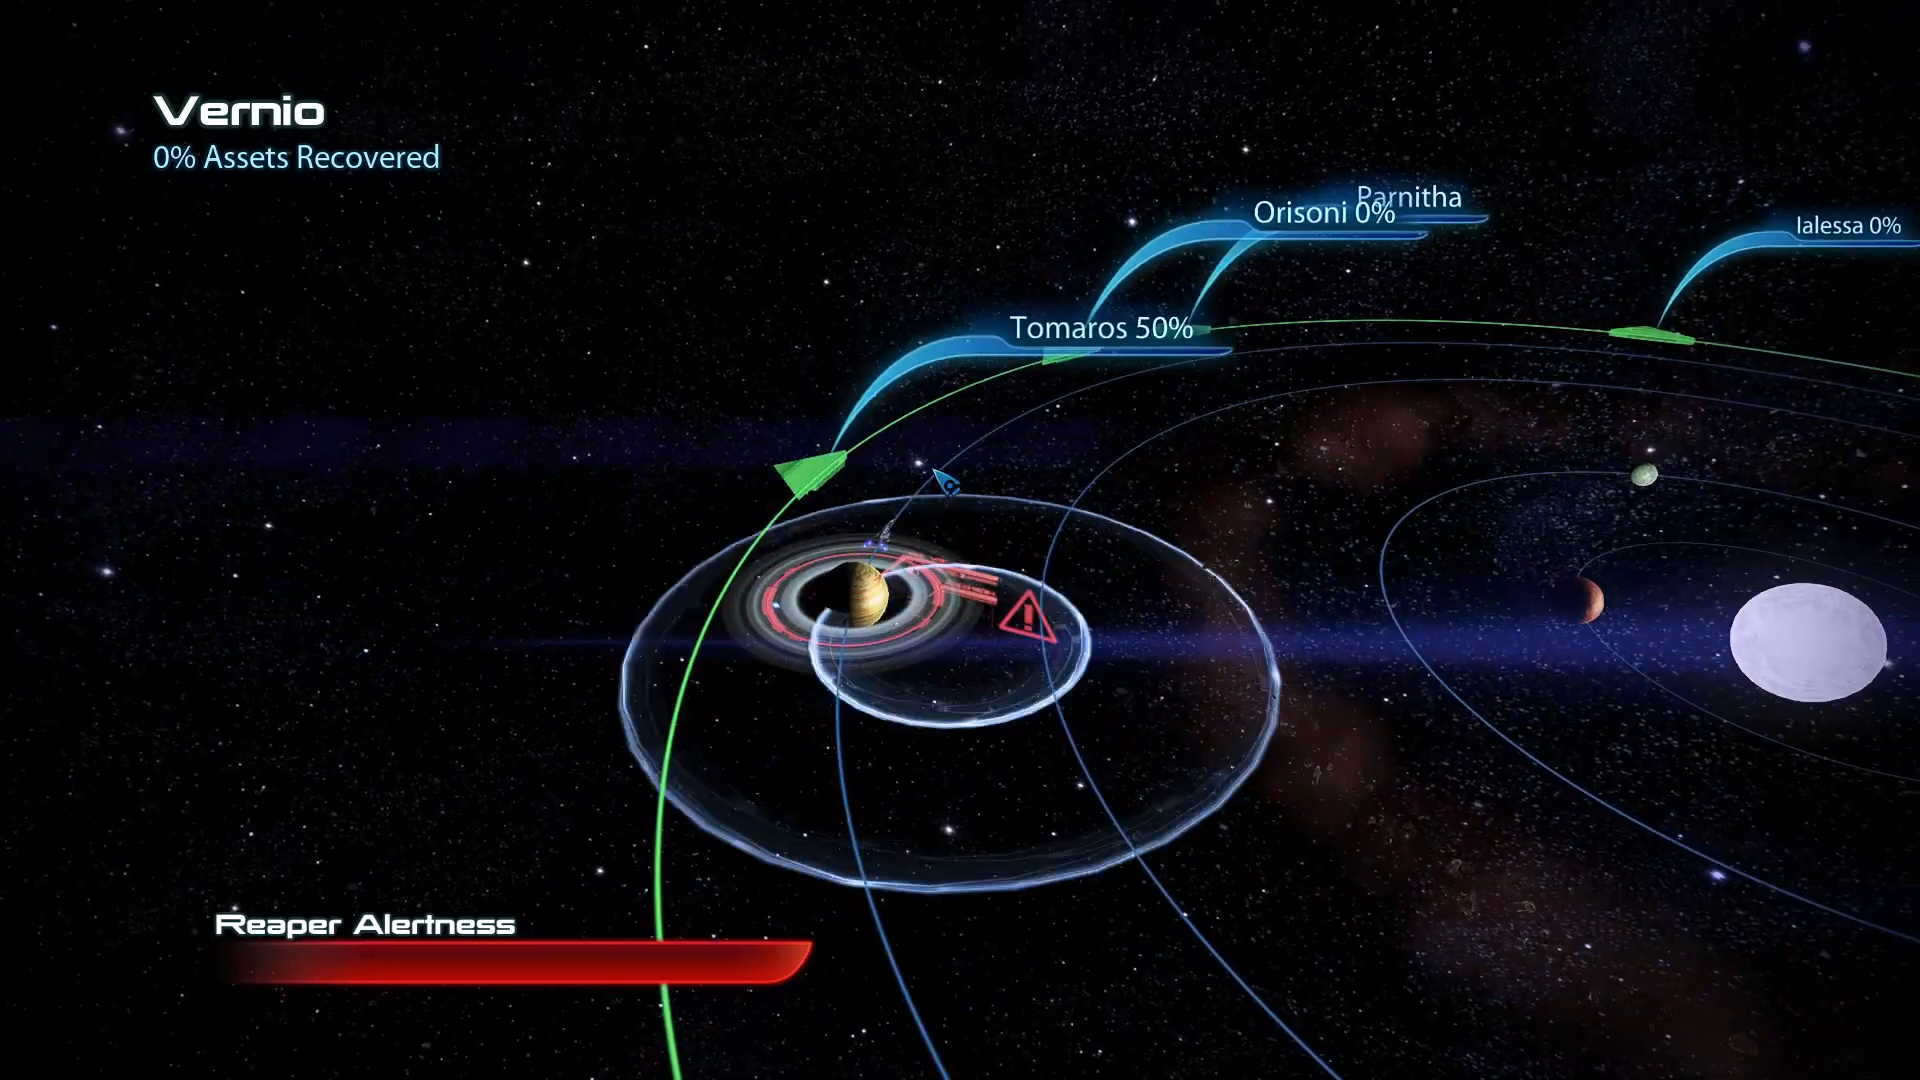 Vernio
0% Assets Recovered
Parnitha
Orisoni 0%
Ialessa 0%
Tomaros 50%
Reaper Alertness